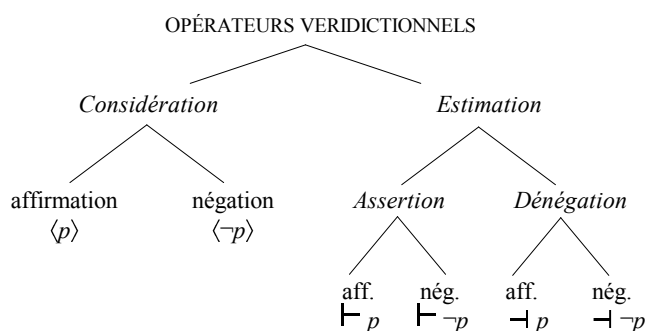 OPÉRATEURS VERIDICTIONNELS
Considération Estimation
affirmation négation Assertion Dénégation
⟨p⟩ ⟨¬p⟩
aff. nég. aff. nég.
⊢ p ⊢ ¬p ⊣ p ⊣ ¬p